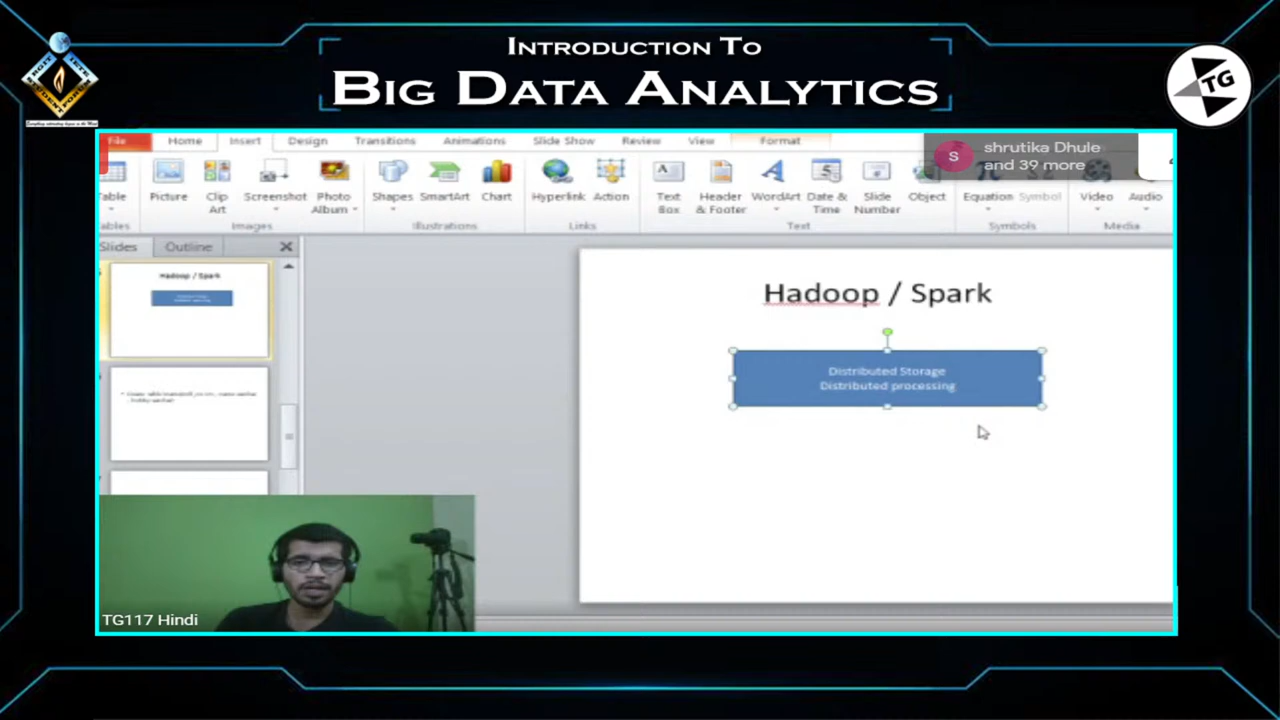 INTRODUCTION TO
BIG DATA ANALYTICS
TG
File Home Insert Design Transitions Animations Slide Show Review View Format
shrutika Dhule
and 39 more
S
Table Picture Clip Art Screenshot Photo Album Shapes SmartArt Chart Hyperlink Action Text Box Header & Footer WordArt Date & Time Slide Number Object Equation Symbol Video Audio
Images Illustrations Links Text Symbols Media
Slides Outline
Hadoop / Spark
Hadoop / Spark
Distributed Storage
Distributed processing
TG117 Hindi